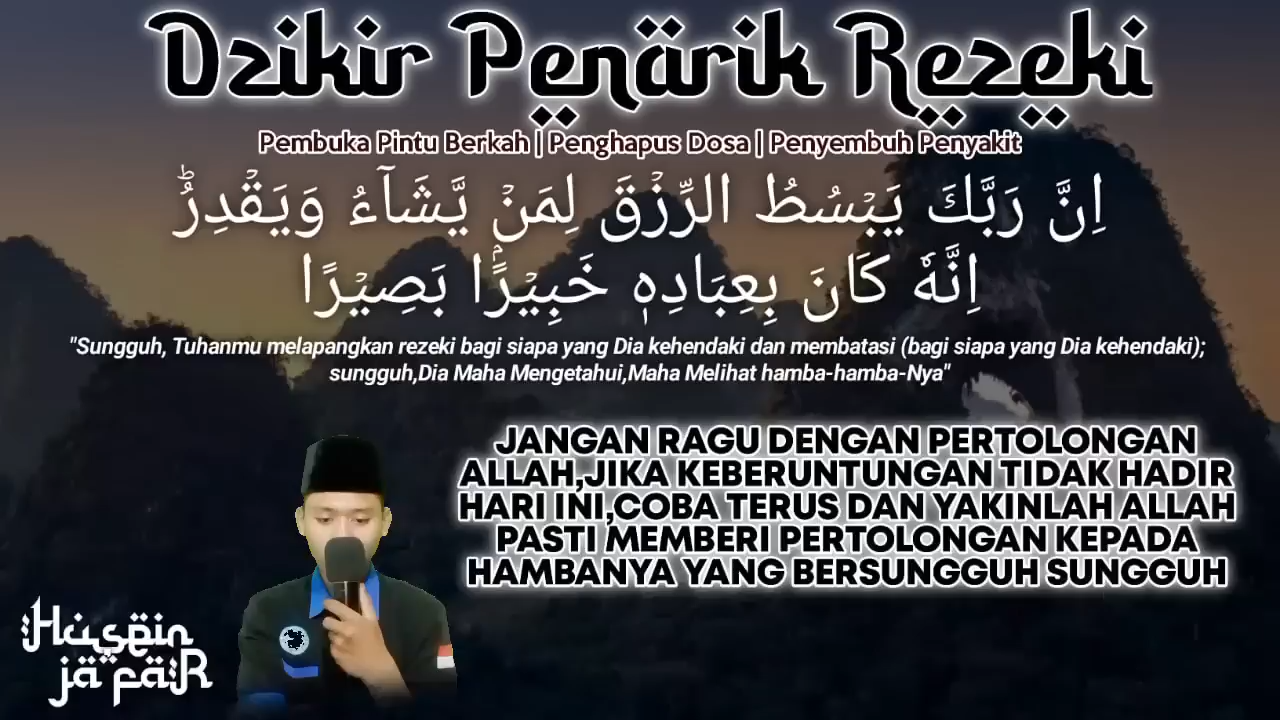 Dzikir Penarik Rezeki
Pembuka Pintu Berkah | Penghapus Dosa | Penyembuh Penyakit
اِنَّ رَبَّكَ يَبْسُطُ الرِّزْقَ لِمَنْ يَّشَاۤءُ وَيَقْدِرُۗ
اِنَّهٗ كَانَ بِعِبَادِهٖ خَبِيْرًاۢ بَصِيْرًا
"Sungguh, Tuhanmu melapangkan rezeki bagi siapa yang Dia kehendaki dan membatasi (bagi siapa yang Dia kehendaki);
sungguh,Dia Maha Mengetahui,Maha Melihat hamba-hamba-Nya"
JANGAN RAGU DENGAN PERTOLONGAN
ALLAH,JIKA KEBERUNTUNGAN TIDAK HADIR
HARI INI,COBA TERUS DAN YAKINLAH ALLAH
PASTI MEMBERI PERTOLONGAN KEPADA
HAMBANYA YANG BERSUNGGUH SUNGGUH
Husein
jafaR